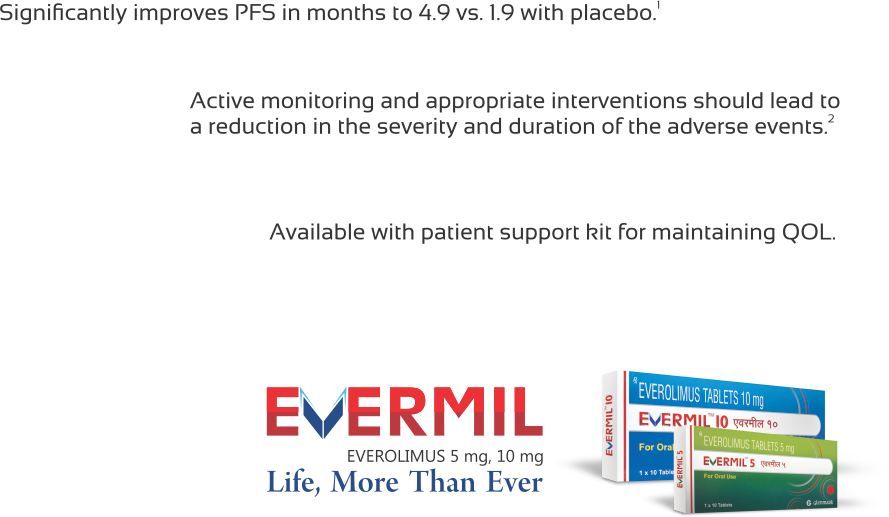 Significantly improves PFS in months to 4.9 vs. 1.9 with placebo.¹
Active monitoring and appropriate interventions should lead to
a reduction in the severity and duration of the adverse events.²
Available with patient support kit for maintaining QOL.
EVERMIL
EVEROLIMUS 5 mg, 10 mg
Life, More Than Ever
EVERMIL™ 10
℞ EVEROLIMUS TABLETS 10 mg
EVERMIL™ 10 एवरमील १०
For Oral
1 x 10 Table
EVERMIL 5
℞ EVEROLIMUS TABLETS 5 mg
EVERMIL™ 5 एवरमील ५
For Oral Use
1 x 10 Tablets
glenmark